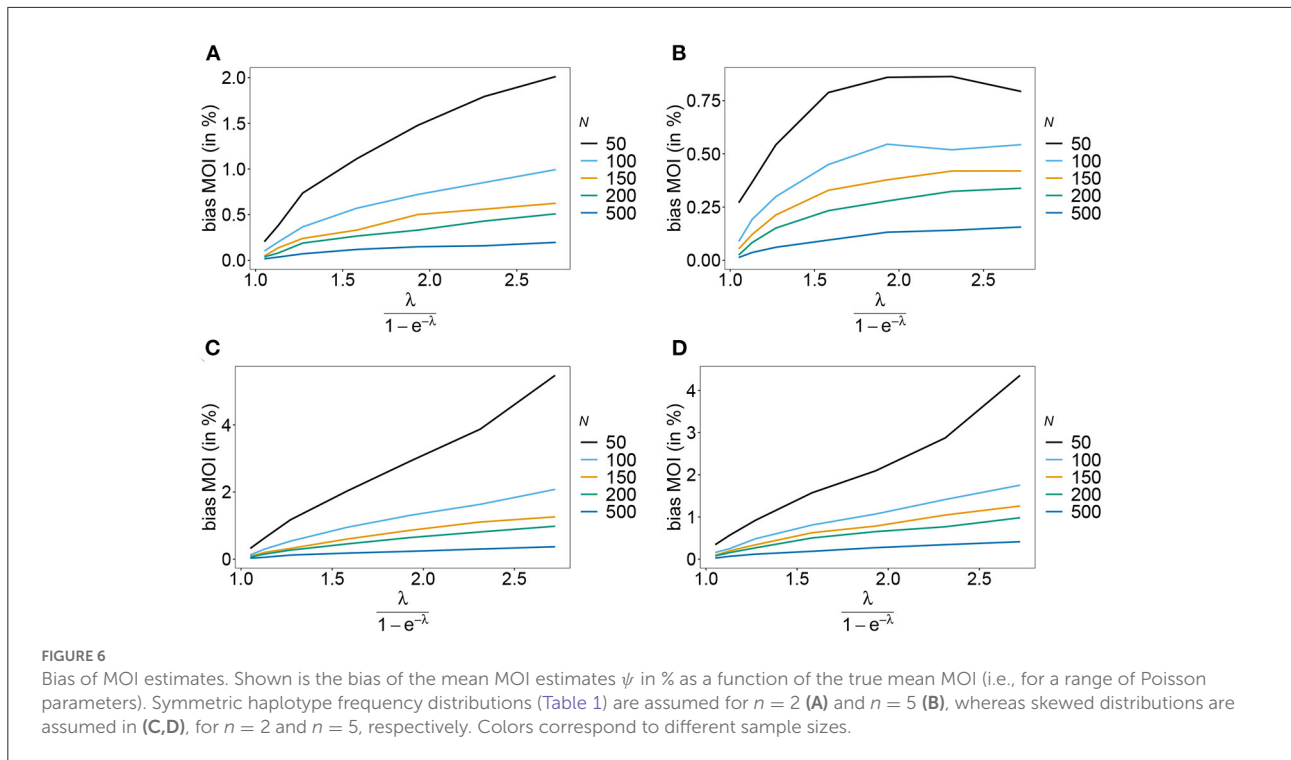 A
bias MOI (in %)
2.0
1.5
1.0
0.5
0.0
1.0 1.5 2.0 2.5
λ
1 − e−λ
N
50
100
150
200
500
B
bias MOI (in %)
0.75
0.50
0.25
0.00
1.0 1.5 2.0 2.5
λ
1 − e−λ
N
50
100
150
200
500
C
bias MOI (in %)
4
2
0
1.0 1.5 2.0 2.5
λ
1 − e−λ
N
50
100
150
200
500
D
bias MOI (in %)
4
3
2
1
0
1.0 1.5 2.0 2.5
λ
1 − e−λ
N
50
100
150
200
500
FIGURE 6
Bias of MOI estimates. Shown is the bias of the mean MOI estimates ψ in % as a function of the true mean MOI (i.e., for a range of Poisson
parameters). Symmetric haplotype frequency distributions (Table 1) are assumed for n = 2 (A) and n = 5 (B), whereas skewed distributions are
assumed in (C,D), for n = 2 and n = 5, respectively. Colors correspond to different sample sizes.